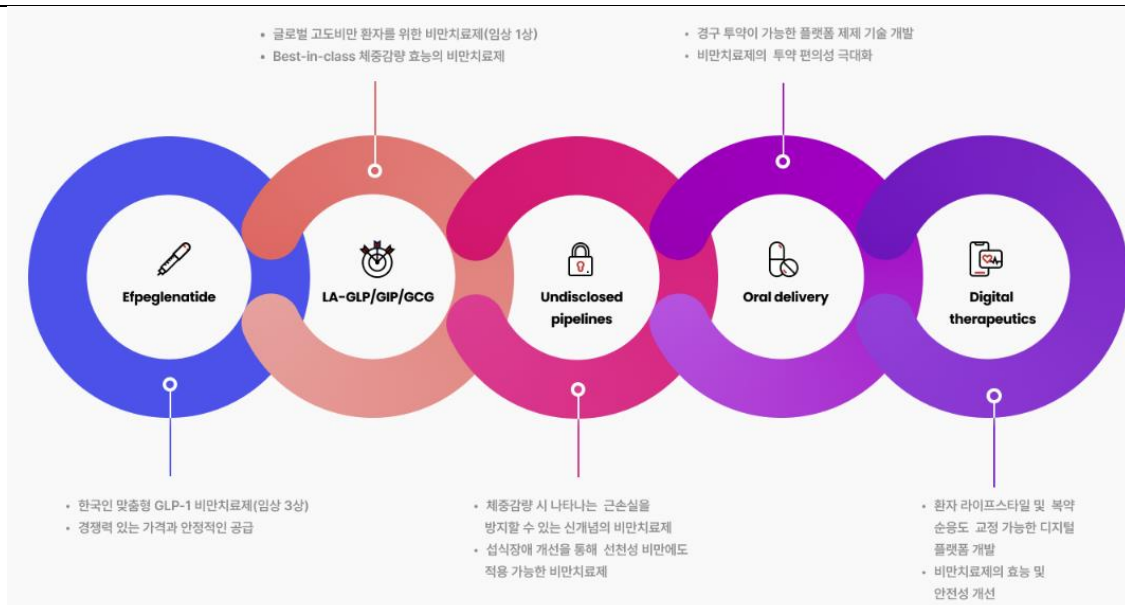 • 글로벌 고도비만 환자를 위한 비만치료제(임상 1상)
• Best-in-class 체중감량 효능의 비만치료제
• 경구 투약이 가능한 플랫폼 제제 기술 개발
• 비만치료제의 투약 편의성 극대화
Efpeglenatide
LA-GLP/GIP/GCG
Undisclosed
pipelines
Oral delivery
Digital
therapeutics
• 한국인 맞춤형 GLP-1 비만치료제(임상 3상)
• 경쟁력 있는 가격과 안정적인 공급
• 체중감량 시 나타나는 근손실을
방지할 수 있는 신개념의 비만치료제
• 섭식장애 개선을 통해 선천성 비만에도
적용 가능한 비만치료제
• 환자 라이프스타일 및 복약
순응도 교정 가능한 디지털
플랫폼 개발
• 비만치료제의 효능 및
안전성 개선